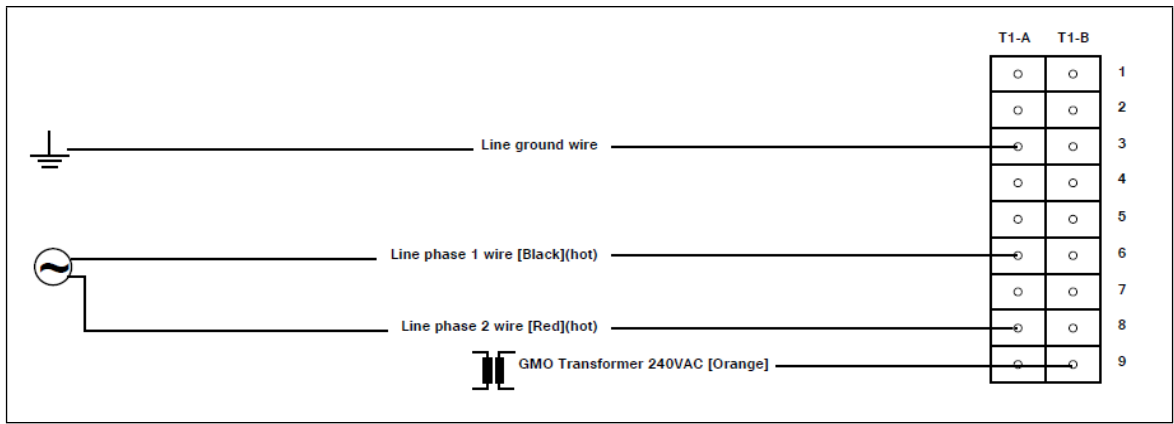 T1-A T1-B
1
2
Line ground wire 3
4
5
Line phase 1 wire [Black](hot) 6
7
Line phase 2 wire [Red](hot) 8
GMO Transformer 240VAC [Orange] 9